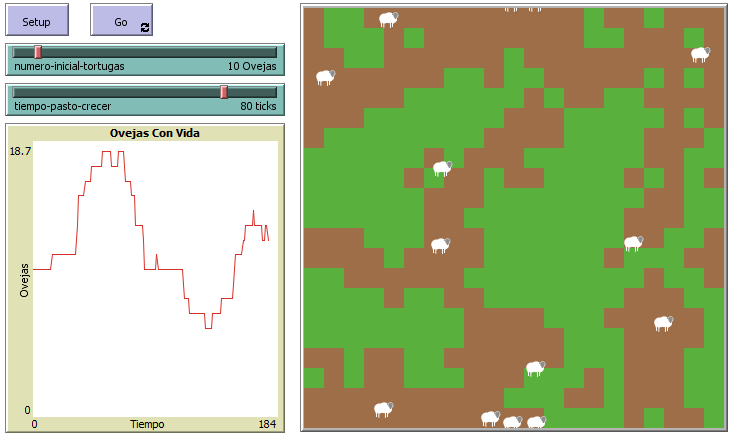 Setup
Go
numero-inicial-tortugas 10 Ovejas
tiempo-pasto-crecer 80 ticks
Ovejas Con Vida
18.7
Ovejas
0
0 Tiempo 184